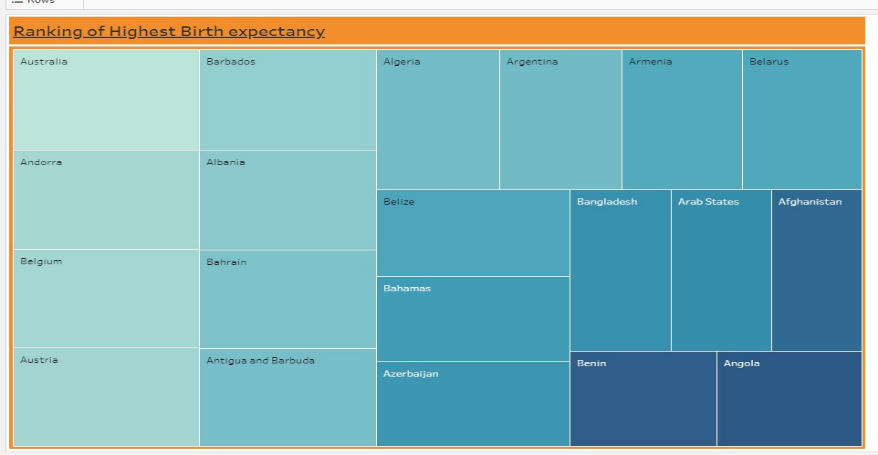 Rows
Ranking of Highest Birth expectancy
Australia
Barbados
Algeria
Argentina
Armenia
Belarus
Andorra
Albania
Belize
Bangladesh
Arab States
Afghanistan
Belgium
Bahrain
Bahamas
Austria
Antigua and Barbuda
Azerbaijan
Benin
Angola